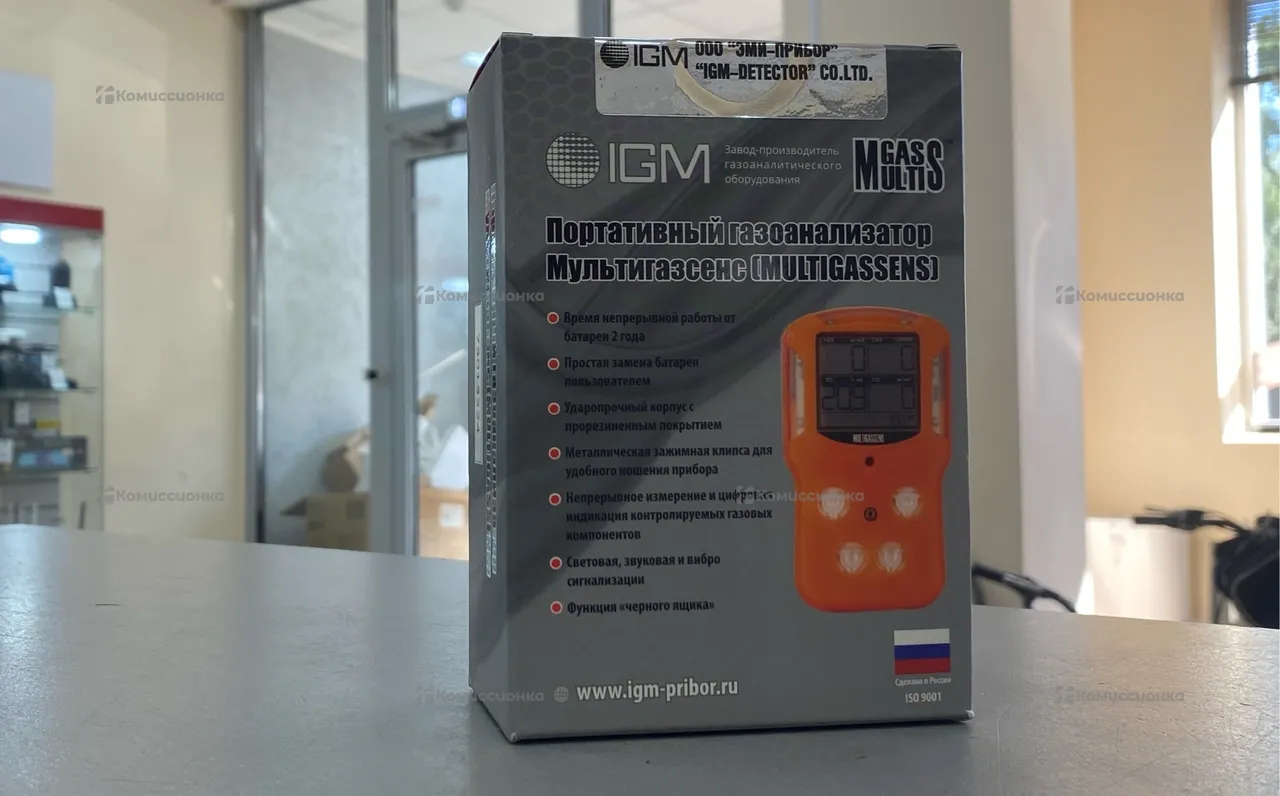 IGM ООО "ЭМИ-ПРИБОР"
"IGM-DETECTOR" CO.LTD.
IGM
Завод-производитель
газоаналитического
оборудования
MULTI GAS S
Портативный газоанализатор
Мультигазсенс (MULTIGASSENS)
Время непрерывной работы от
батареи 2 года
Простая замена батареи
пользователем
Ударопрочный корпус с
прорезиненным покрытием
Металлическая зажимная клипса для
удобного ношения прибора
Непрерывное измерение и цифровая
индикация контролируемых газовых
компонентов
Световая, звуковая и вибро
сигнализации
Функция «черного ящика»
0 0
20.9 0
MULTIGASSENS
Сделано в России
ISO 9001
www.igm-pribor.ru
Комиссионка
Комиссионка
Комиссионка
Комиссионка
Комиссионка
Комиссионка
Комиссионка